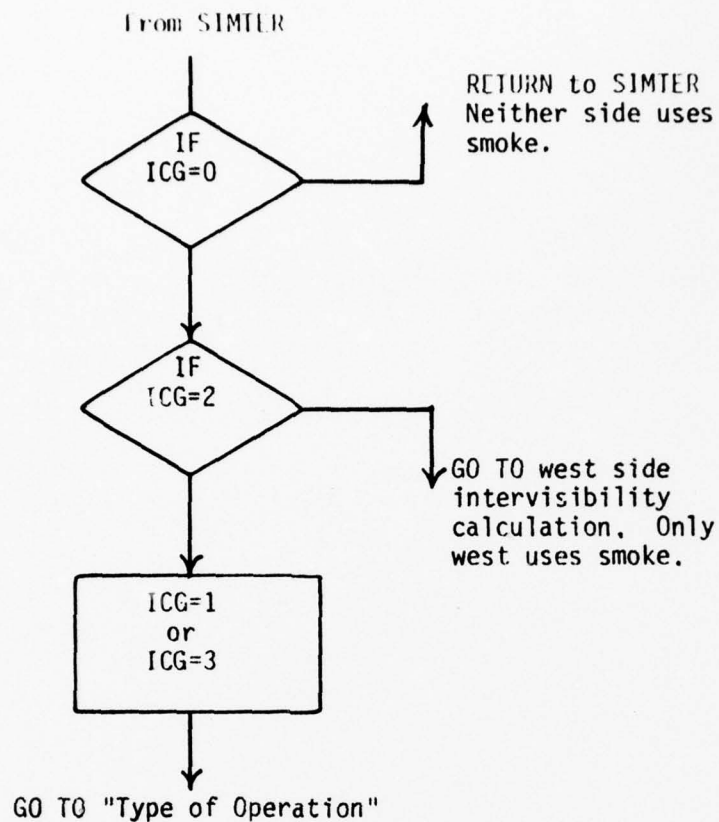 From SIMTER
RETURN to SIMTER
Neither side uses
smoke.
IF
ICG=0
IF
ICG=2
GO TO west side
intervisibility
calculation. Only
west uses smoke.
ICG=1
or
ICG=3
GO TO "Type of Operation"